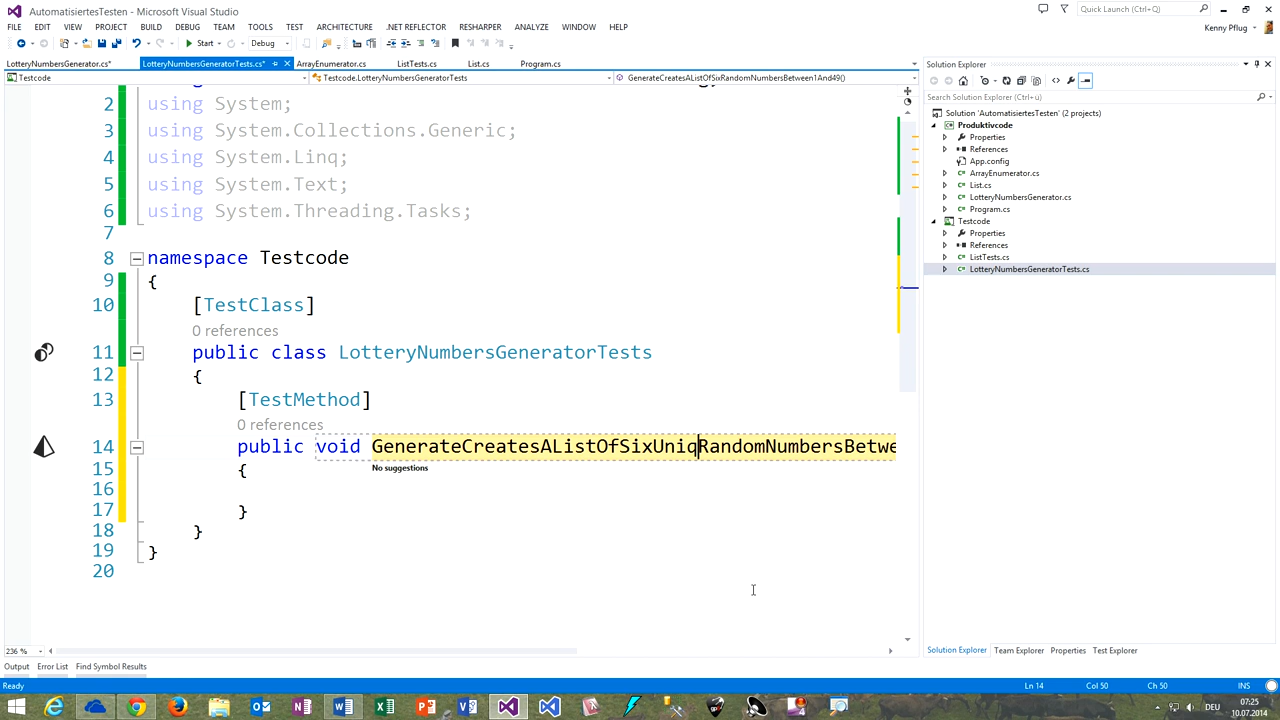 AutomatisiertesTesten - Microsoft Visual Studio
Quick Launch (Ctrl+Q)
FILE EDIT VIEW PROJECT BUILD DEBUG TEAM TOOLS TEST ARCHITECTURE .NET REFLECTOR RESHARPER ANALYZE WINDOW HELP
Kenny Pflug
Start
Debug
LotteryNumbersGenerator.cs*
LotteryNumbersGeneratorTests.cs*
ArrayEnumerator.cs
ListTests.cs
List.cs
Program.cs
Testcode
Testcode.LotteryNumbersGeneratorTests
GenerateCreatesAListOfSixRandomNumbersBetween1And49()
2 using System;
3 using System.Collections.Generic;
4 using System.Linq;
5 using System.Text;
6 using System.Threading.Tasks;
7
8 namespace Testcode
9 {
10 [TestClass]
0 references
11 public class LotteryNumbersGeneratorTests
12 {
13 [TestMethod]
0 references
14 public void GenerateCreatesAListOfSixUniqRandomNumbersBetwe
No suggestions
15 {
16
17 }
18 }
19 }
20
236 %
Solution Explorer
Search Solution Explorer (Ctrl+ü)
Solution 'AutomatisiertesTesten' (2 projects)
Produktivcode
Properties
References
App.config
ArrayEnumerator.cs
List.cs
LotteryNumbersGenerator.cs
Program.cs
Testcode
Properties
References
ListTests.cs
LotteryNumbersGeneratorTests.cs
Solution Explorer Team Explorer Properties Test Explorer
Output Error List Find Symbol Results
Ready
Ln 14 Col 50 Ch 50 INS
DEU
07:25
10.07.2014